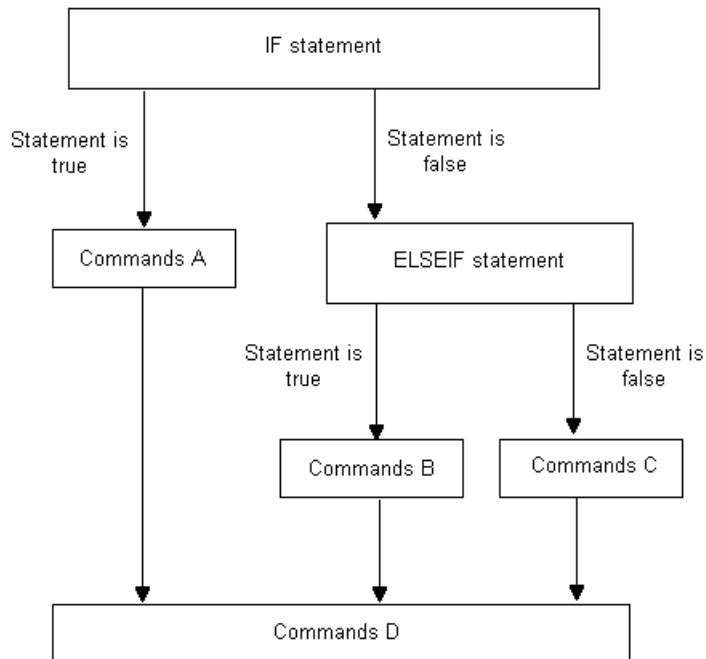 IF statement
Statement is
true
Statement is
false
Commands A
ELSEIF statement
Statement is
true
Statement is
false
Commands B
Commands C
Commands D